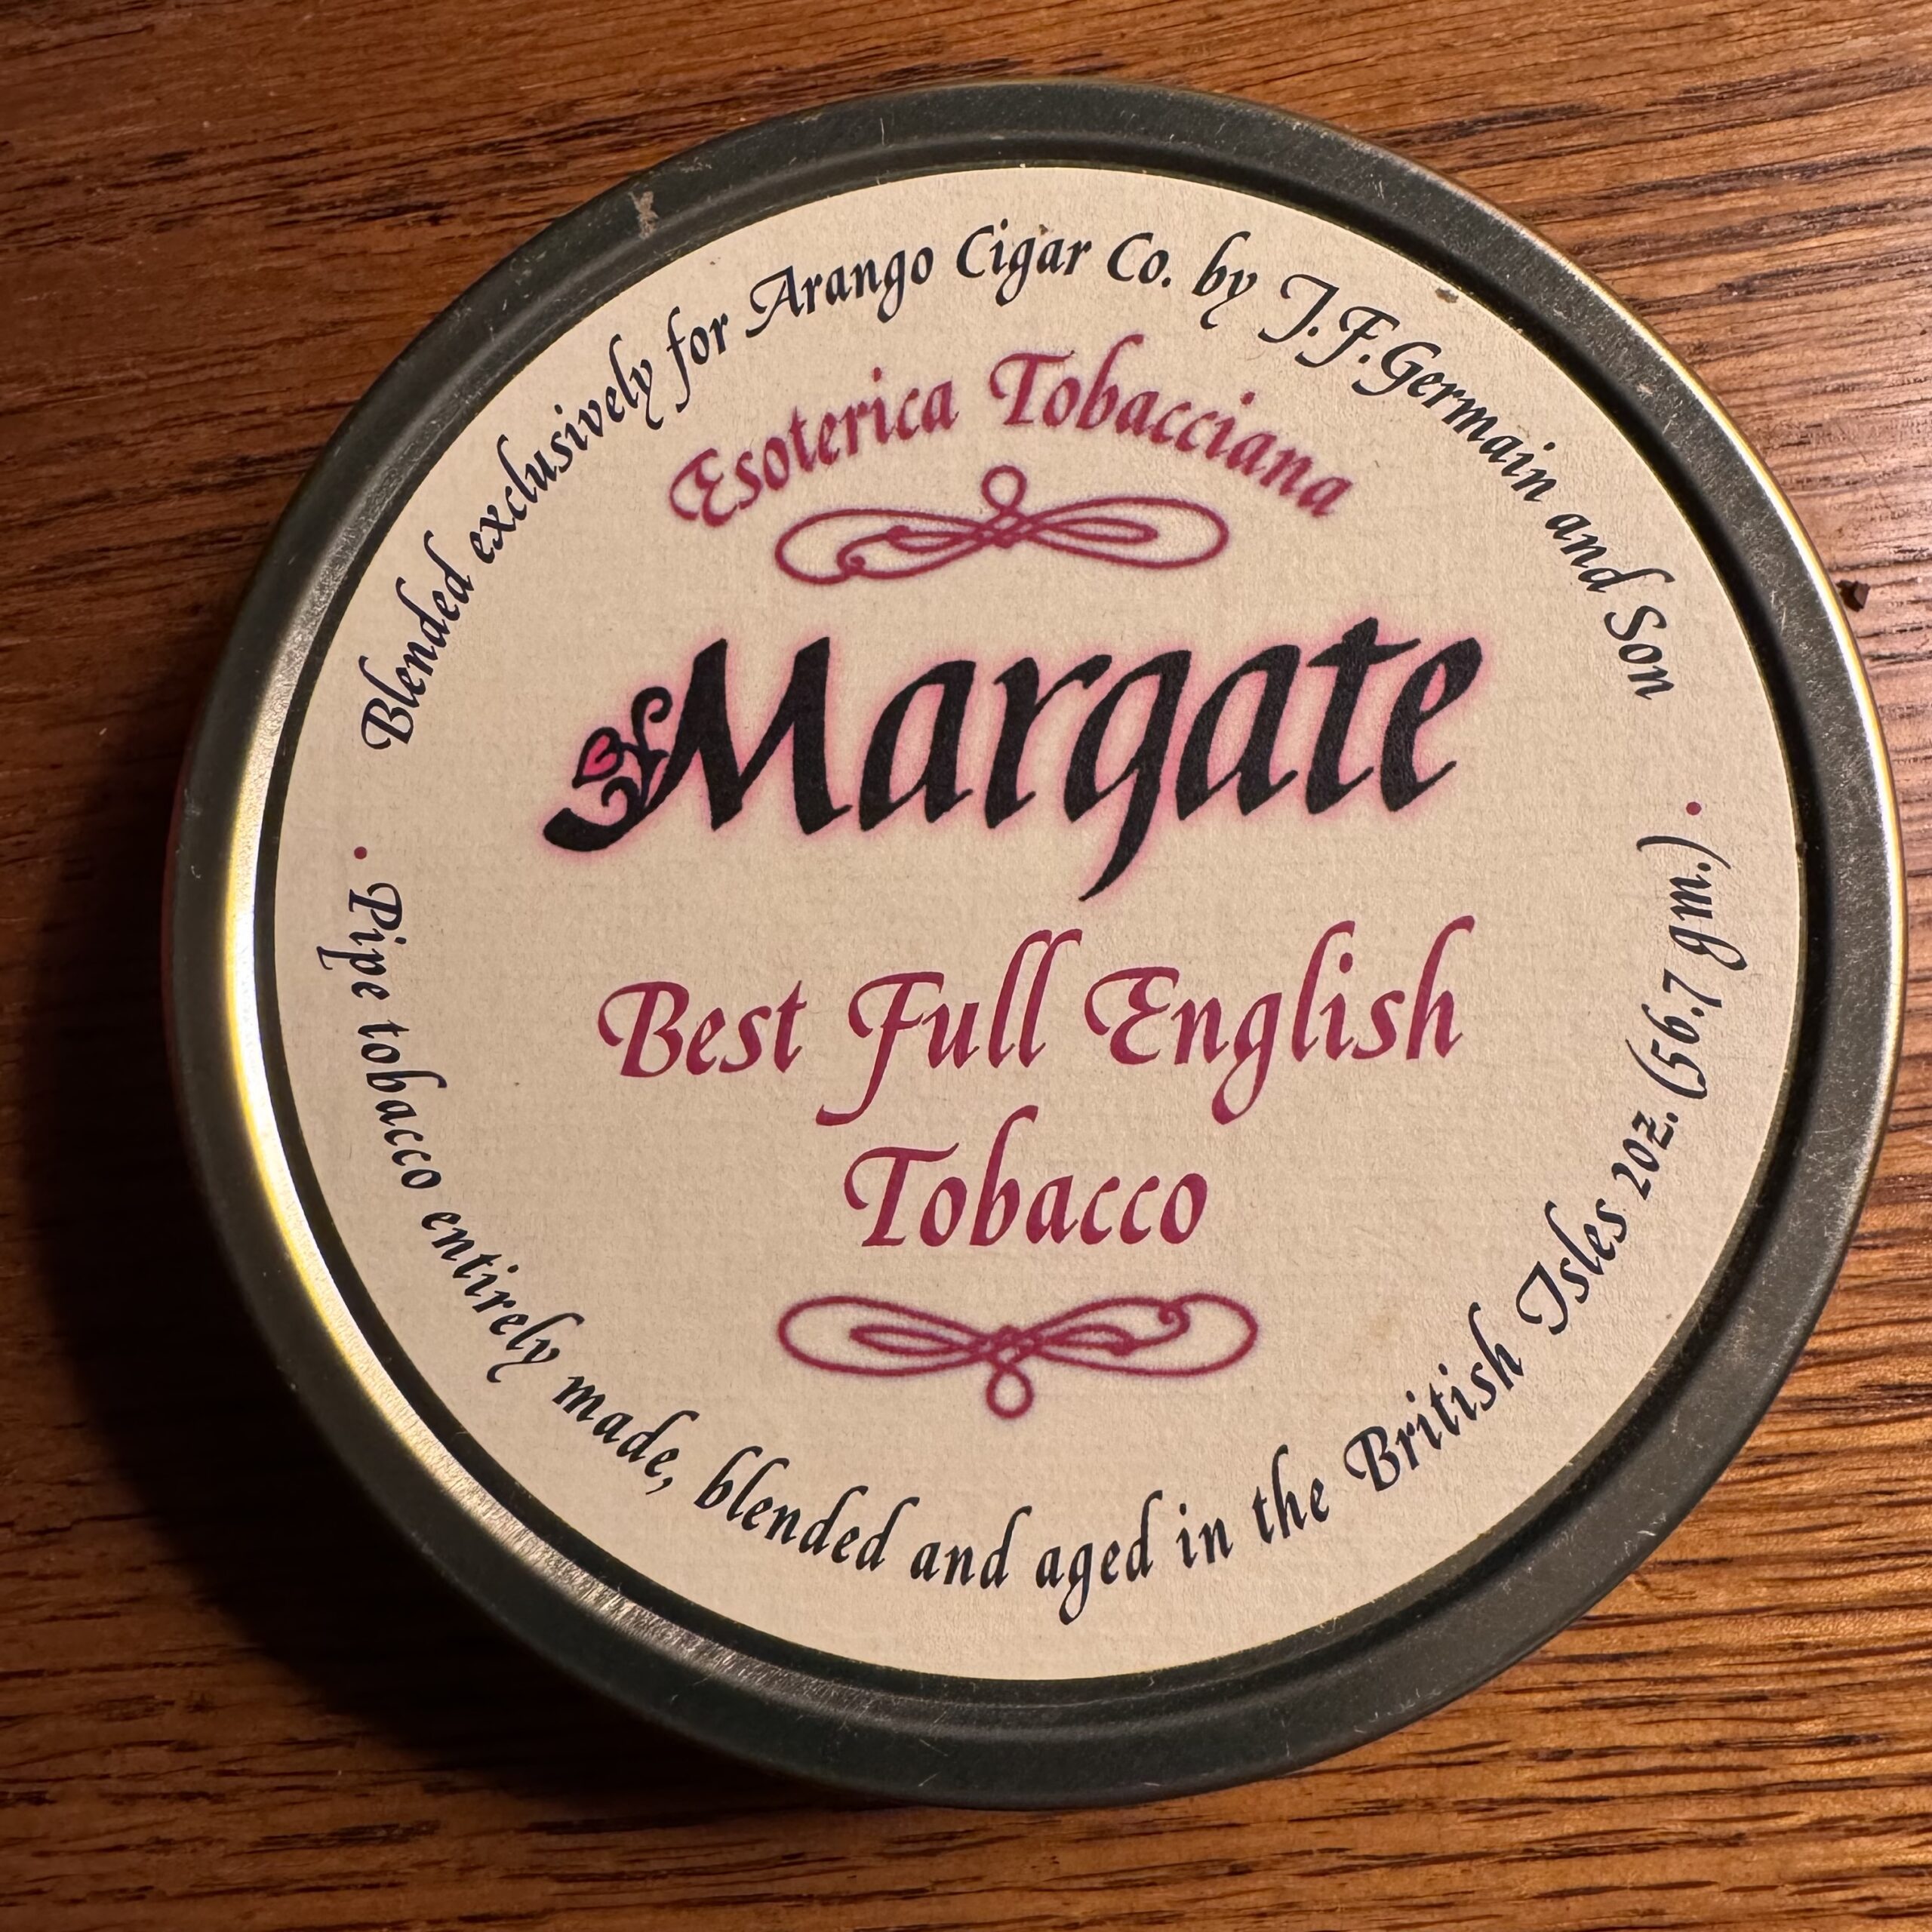 Blended exclusively for Arango Cigar Co. by J.F.Germain and Son
Esoterica Tobacciana
Margate
Best Full English
Tobacco
• Pipe tobacco entirely made, blended and aged in the British Isles 2oz. (56.7 gm.) •